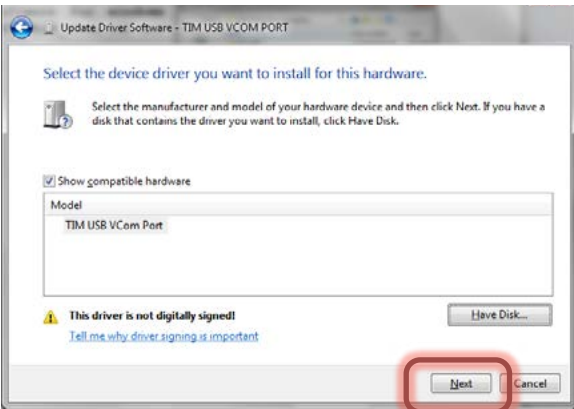 Update Driver Software - TIM USB VCOM PORT
Select the device driver you want to install for this hardware.
Select the manufacturer and model of your hardware device and then click Next. If you have a
disk that contains the driver you want to install, click Have Disk.
Show compatible hardware
Model
TIM USB VCom Port
This driver is not digitally signed!
Have Disk...
Tell me why driver signing is important
Next
Cancel